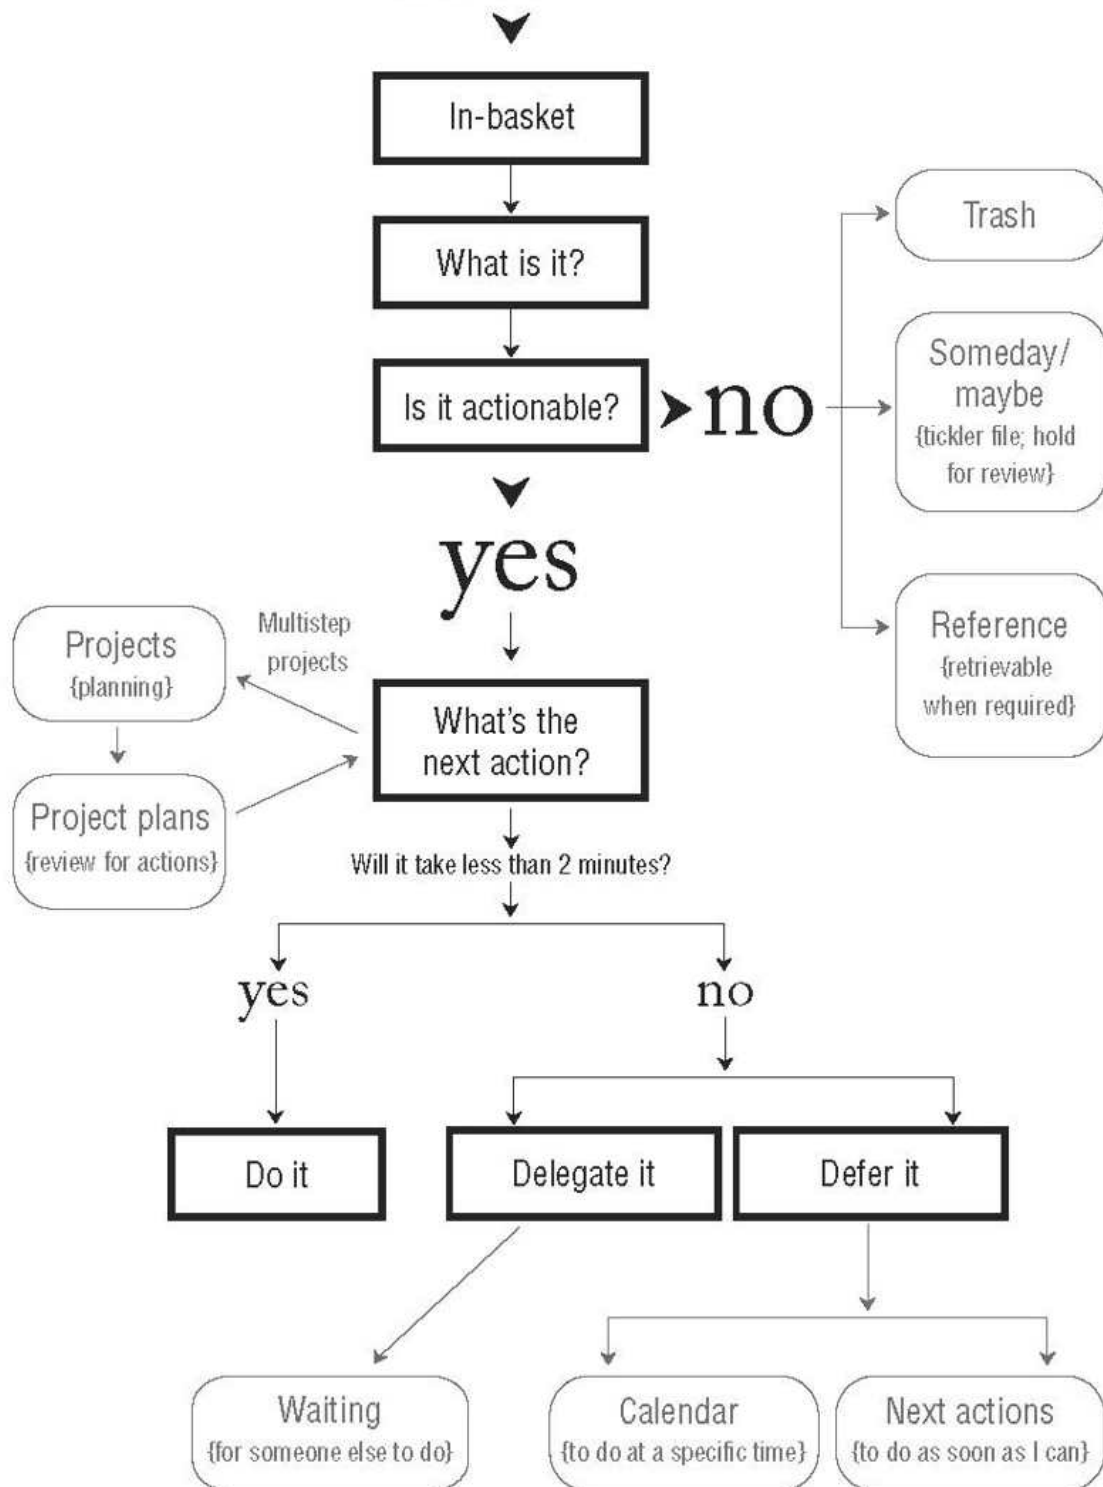 In-basket
What is it?
Is it actionable?
no
Trash
Someday/
maybe
{tickler file; hold
for review}
Reference
{retrievable
when required}
yes
Multistep
projects
Projects
{planning}
Project plans
{review for actions}
What's the
next action?
Will it take less than 2 minutes?
yes
no
Do it
Delegate it
Defer it
Waiting
{for someone else to do}
Calendar
{to do at a specific time}
Next actions
{to do as soon as I can}